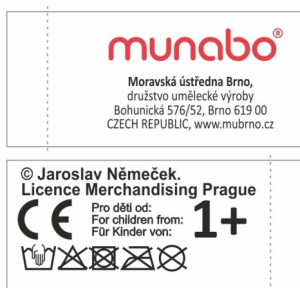 munabo®
Moravská ústředna Brno,
družstvo umělecké výroby
Bohunická 576/52, Brno 619 00
CZECH REPUBLIC, www.mubrno.cz
© Jaroslav Němeček.
Licence Merchandising Prague
CE
Pro děti od:
For children from:
Für Kinder von:
1+